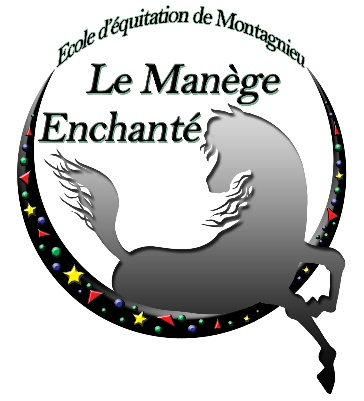 Ecole d'équitation de Montagnieu
Le Manège
Enchanté